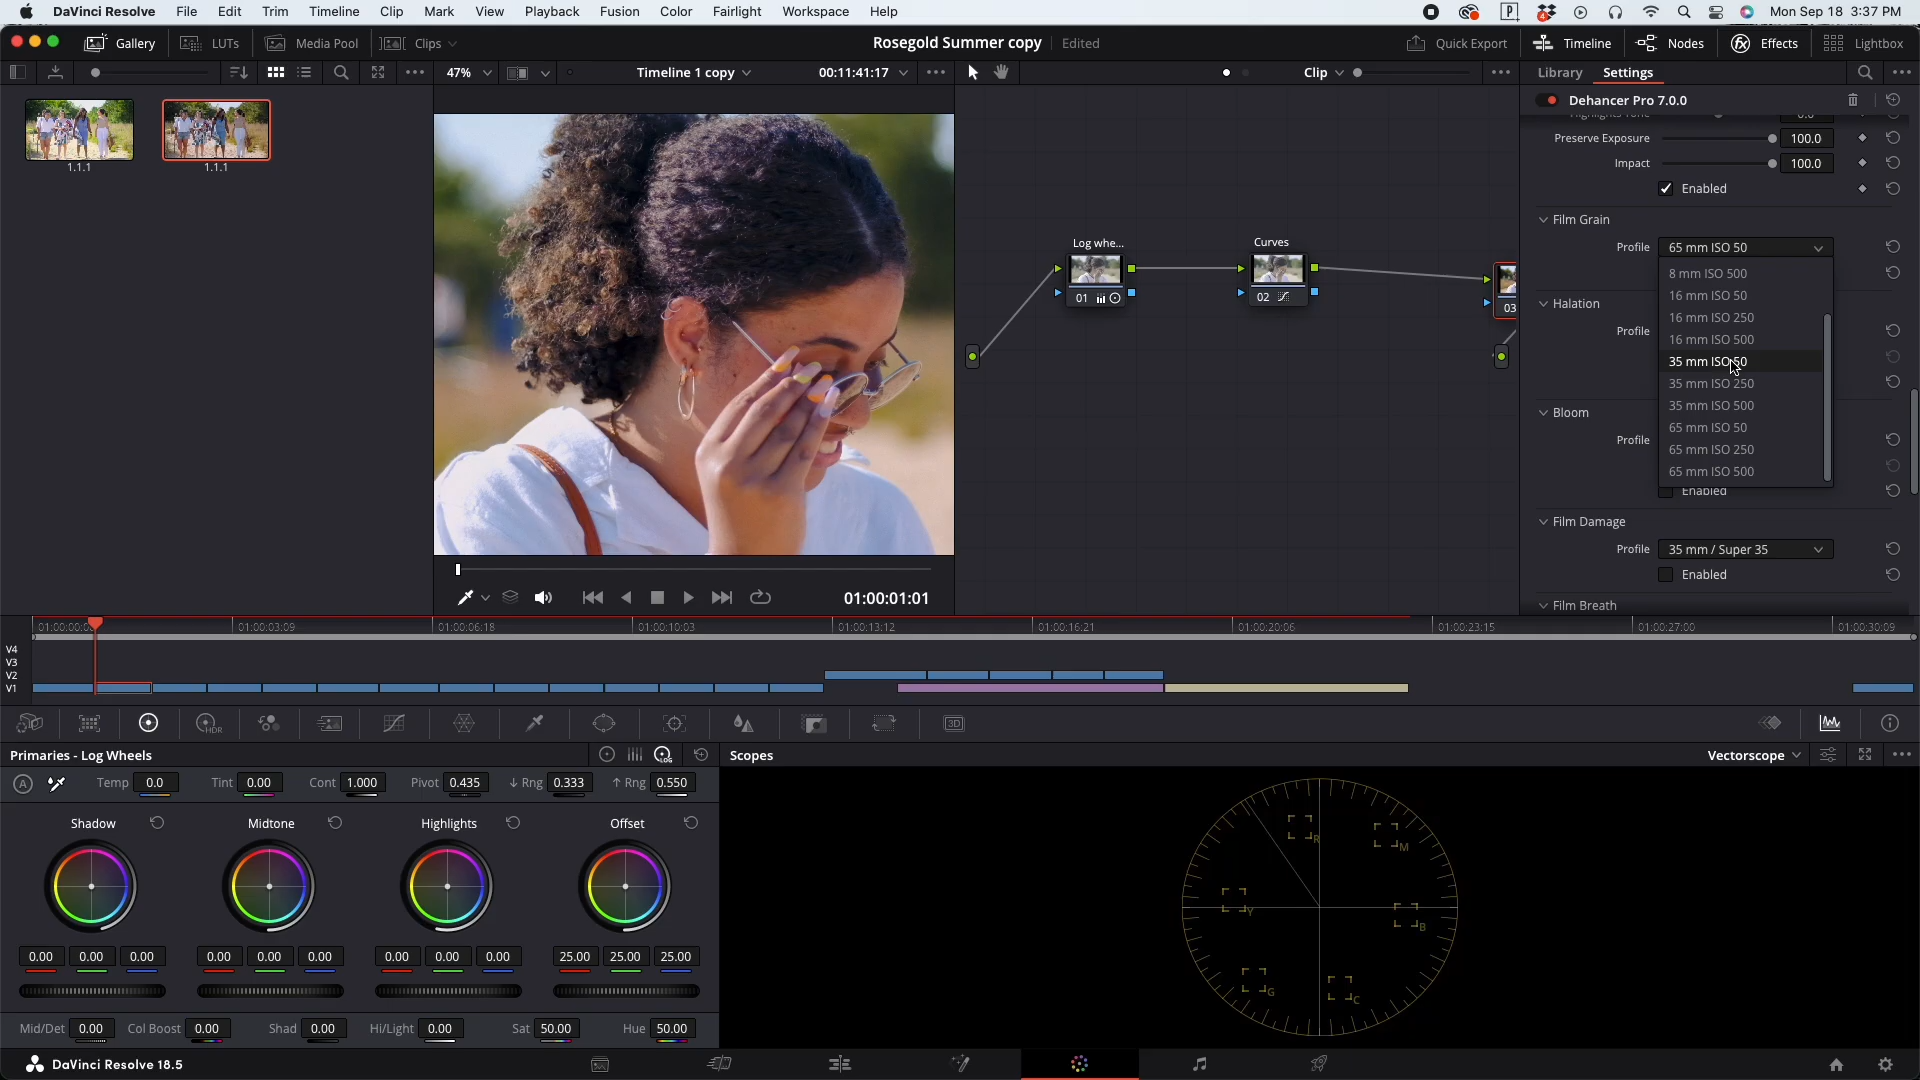 DaVinci Resolve File Edit Trim Timeline Clip Mark View Playback Fusion Color Fairlight Workspace Help Mon Sep 18 3:37 PM
Gallery LUTs Media Pool Clips Rosegold Summer copy Edited Quick Export Timeline Nodes Effects Lightbox
47% Timeline 1 copy 00:11:41:17 Clip Library Settings
Dehancer Pro 7.0.0
Preserve Exposure 100.0
Impact 100.0
Enabled
1.1.1 1.1.1
Film Grain
Profile 65 mm ISO 50
8 mm ISO 500
16 mm ISO 50
16 mm ISO 250
16 mm ISO 500
35 mm ISO 50
35 mm ISO 250
35 mm ISO 500
65 mm ISO 50
65 mm ISO 250
65 mm ISO 500
Halation
Profile
Bloom
Profile
Enabled
Film Damage
Profile 35 mm / Super 35
Enabled
Film Breath
Log whe...
01
Curves
02
03
01:00:01:01
01:00:03:09 01:00:06:18 01:00:10:03 01:00:13:12 01:00:16:21 01:00:20:06 01:00:23:15 01:00:27:00 01:00:30:09
V4
V3
V2
V1
HDR 3D
Primaries - Log Wheels LOG Scopes Vectorscope
A Temp 0.0 Tint 0.00 Cont 1.000 Pivot 0.435 ↓ Rng 0.333 ↑ Rng 0.550
Shadow Midtone Highlights Offset
R M Y B G C
0.00 0.00 0.00 0.00 0.00 0.00 0.00 0.00 0.00 25.00 25.00 25.00
Mid/Det 0.00 Col Boost 0.00 Shad 0.00 Hi/Light 0.00 Sat 50.00 Hue 50.00
DaVinci Resolve 18.5